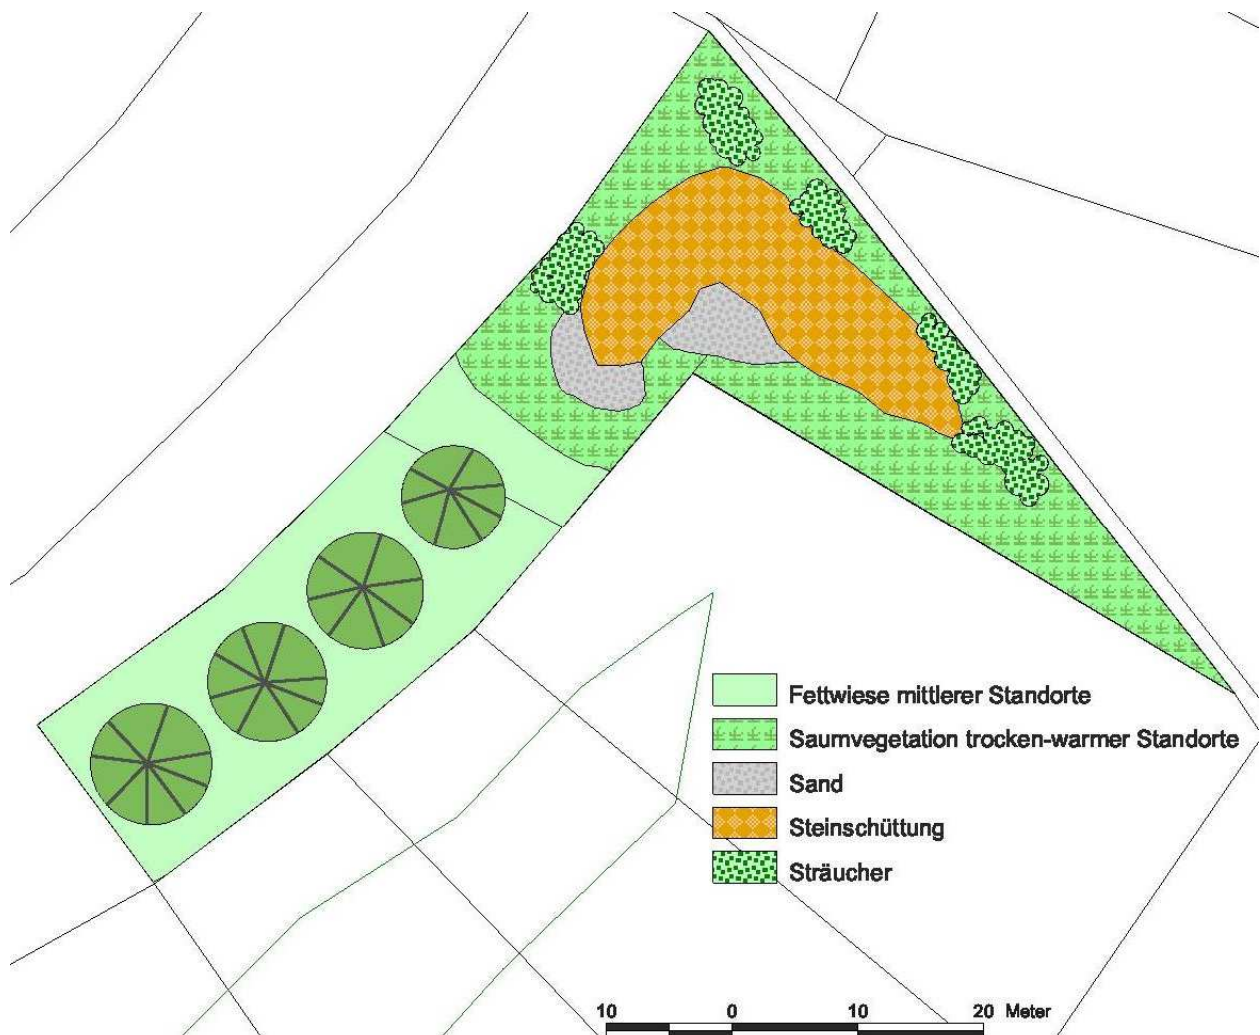 Fettwiese mittlerer Standorte
Saumvegetation trocken-warmer Standorte
Sand
Steinschüttung
Sträucher
10 0 10 20 Meter